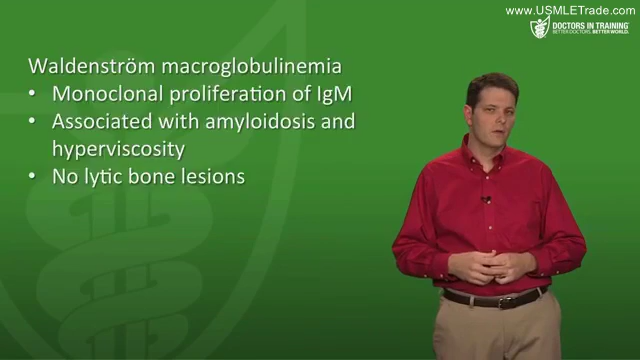 www.USMLETrade.com
DOCTORS IN TRAINING
BETTER DOCTORS. BETTER WORLD.
Waldenström macroglobulinemia
• Monoclonal proliferation of IgM
• Associated with amyloidosis and
hyperviscosity
• No lytic bone lesions